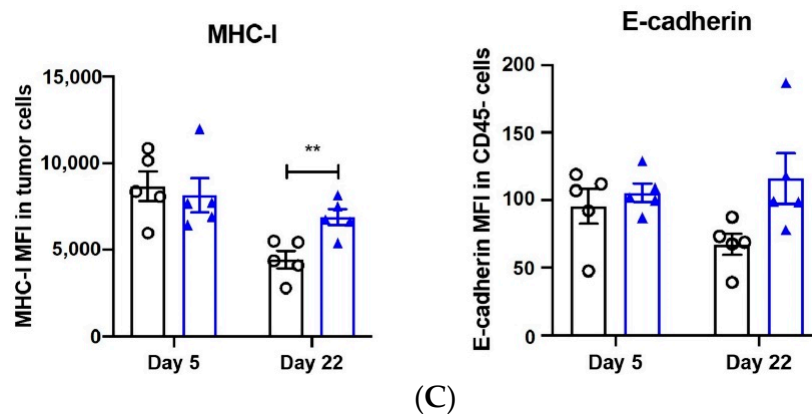 MHC-I
MHC-I MFI in tumor cells
15,000
10,000
5,000
0
**
Day 5
Day 22
E-cadherin
E-cadherin MFI in CD45- cells
200
150
100
50
0
Day 5
Day 22
(C)